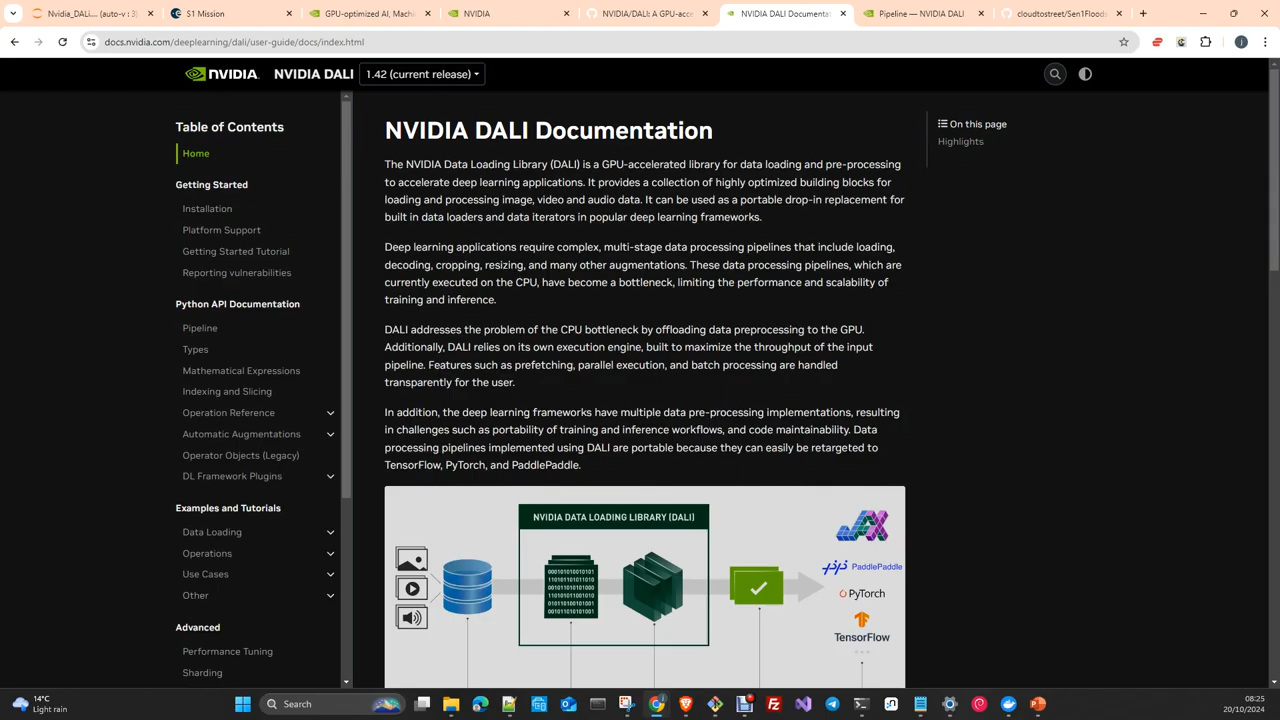 Nvidia_DALi.... (auto-v : 3)
S1 Mission
GPU-optimized AI, Machin
NVIDIA
NVIDIA/DALI: A GPU-acce
NVIDIA DALI Documentat
Pipeline — NVIDIA DALI
cloudtostreet/Sen1Flood
docs.nvidia.com/deeplearning/dali/user-guide/docs/index.html
NVIDIA.
NVIDIA DALI
1.42 (current release)
Table of Contents
Home
Getting Started
Installation
Platform Support
Getting Started Tutorial
Reporting vulnerabilities
Python API Documentation
Pipeline
Types
Mathematical Expressions
Indexing and Slicing
Operation Reference
Automatic Augmentations
Operator Objects (Legacy)
DL Framework Plugins
Examples and Tutorials
Data Loading
Operations
Use Cases
Other
Advanced
Performance Tuning
Sharding
NVIDIA DALI Documentation
The NVIDIA Data Loading Library (DALI) is a GPU-accelerated library for data loading and pre-processing
to accelerate deep learning applications. It provides a collection of highly optimized building blocks for
loading and processing image, video and audio data. It can be used as a portable drop-in replacement for
built in data loaders and data iterators in popular deep learning frameworks.
Deep learning applications require complex, multi-stage data processing pipelines that include loading,
decoding, cropping, resizing, and many other augmentations. These data processing pipelines, which are
currently executed on the CPU, have become a bottleneck, limiting the performance and scalability of
training and inference.
DALI addresses the problem of the CPU bottleneck by offloading data preprocessing to the GPU.
Additionally, DALI relies on its own execution engine, built to maximize the throughput of the input
pipeline. Features such as prefetching, parallel execution, and batch processing are handled
transparently for the user.
In addition, the deep learning frameworks have multiple data pre-processing implementations, resulting
in challenges such as portability of training and inference workflows, and code maintainability. Data
processing pipelines implemented using DALI are portable because they can easily be retargeted to
TensorFlow, PyTorch, and PaddlePaddle.
NVIDIA DATA LOADING LIBRARY (DALI)
PaddlePaddle
PyTorch
TensorFlow
On this page
Highlights
14°C
Light rain
Search
08:25
20/10/2024